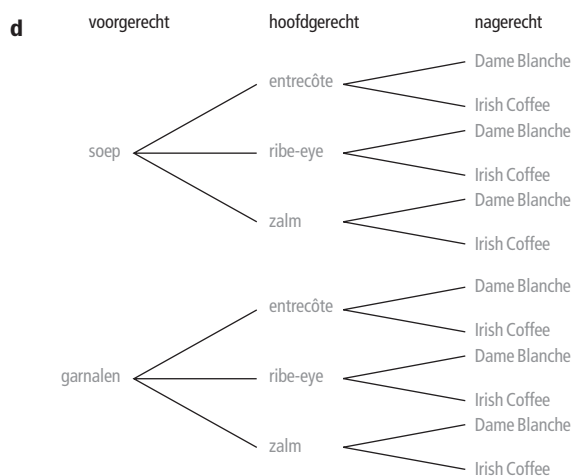 d voorgerecht hoofdgerecht nagerecht
Dame Blanche
entrecôte
Irish Coffee
Dame Blanche
soep ribe-eye
Irish Coffee
Dame Blanche
zalm
Irish Coffee
Dame Blanche
entrecôte
Irish Coffee
Dame Blanche
garnalen ribe-eye
Irish Coffee
Dame Blanche
zalm
Irish Coffee